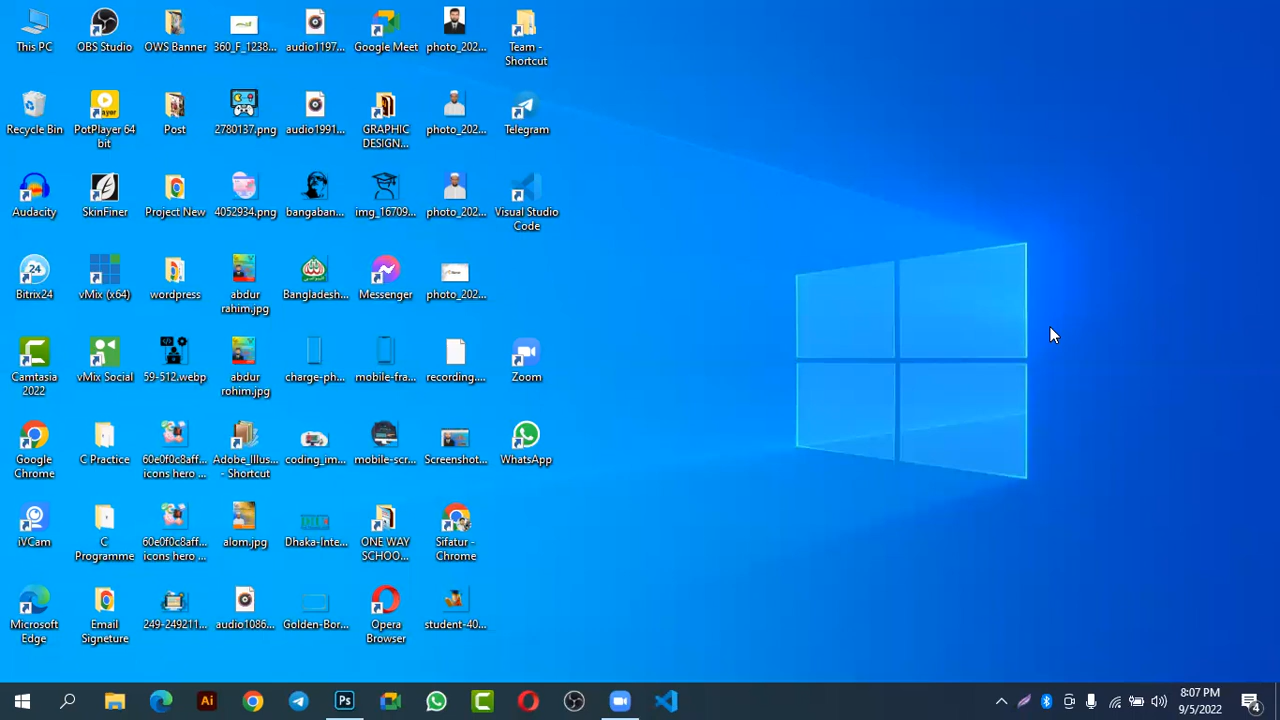 This PC
OBS Studio
OWS Banner
360_F_1238...
audio1197...
Google Meet
photo_202...
Team -
Shortcut
Recycle Bin
PotPlayer 64
bit
Post
2780137.png
audio1991...
GRAPHIC
DESIGN...
photo_202...
Telegram
Audacity
SkinFiner
Project New
4052934.png
bangaban...
img_16709...
photo_202...
Visual Studio
Code
Bitrix24
vMix (x64)
wordpress
abdur
rahim.jpg
Bangladesh...
Messenger
photo_202...
Camtasia
2022
vMix Social
59-512.webp
abdur
rohim.jpg
charge-ph...
mobile-fra...
recording....
Zoom
Google
Chrome
C Practice
60e0f0c8aff...
icons hero ...
Adobe_Illus...
- Shortcut
coding_im...
mobile-scr...
Screenshot...
WhatsApp
iVCam
C
Programme
60e0f0c8aff...
icons hero ...
alom.jpg
Dhaka-Inte...
ONE WAY
SCHOO...
Sifatur -
Chrome
Microsoft
Edge
Email
Signeture
249-249211...
audio1086...
Golden-Bor...
Opera
Browser
student-40...
Ai
Ps
8:07 PM
9/5/2022
4